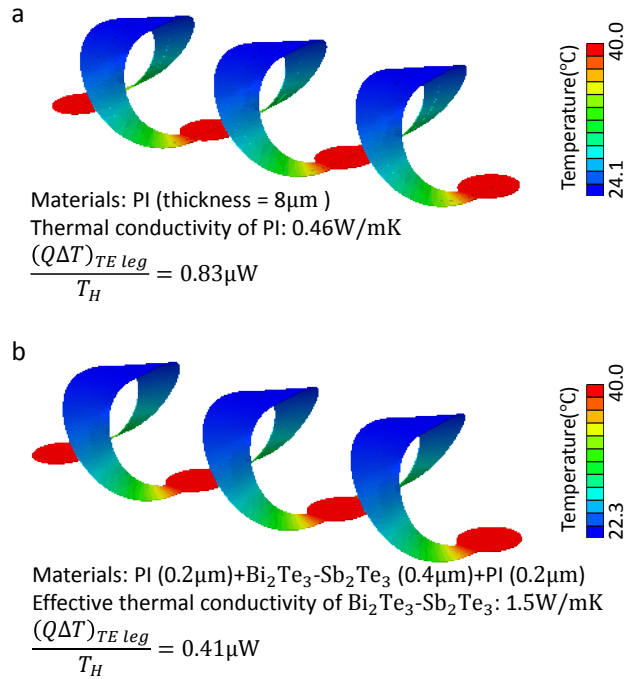 a
40.0
Temperature(°C)
24.1
Materials: PI (thickness = 8μm )
Thermal conductivity of PI: 0.46W/mK
(QΔT)_{TE leg}
T_H
= 0.83μW
b
40.0
Temperature(°C)
22.3
Materials: PI (0.2μm)+Bi₂Te₃-Sb₂Te₃ (0.4μm)+PI (0.2μm)
Effective thermal conductivity of Bi₂Te₃-Sb₂Te₃: 1.5W/mK
(QΔT)_{TE leg}
T_H
= 0.41μW